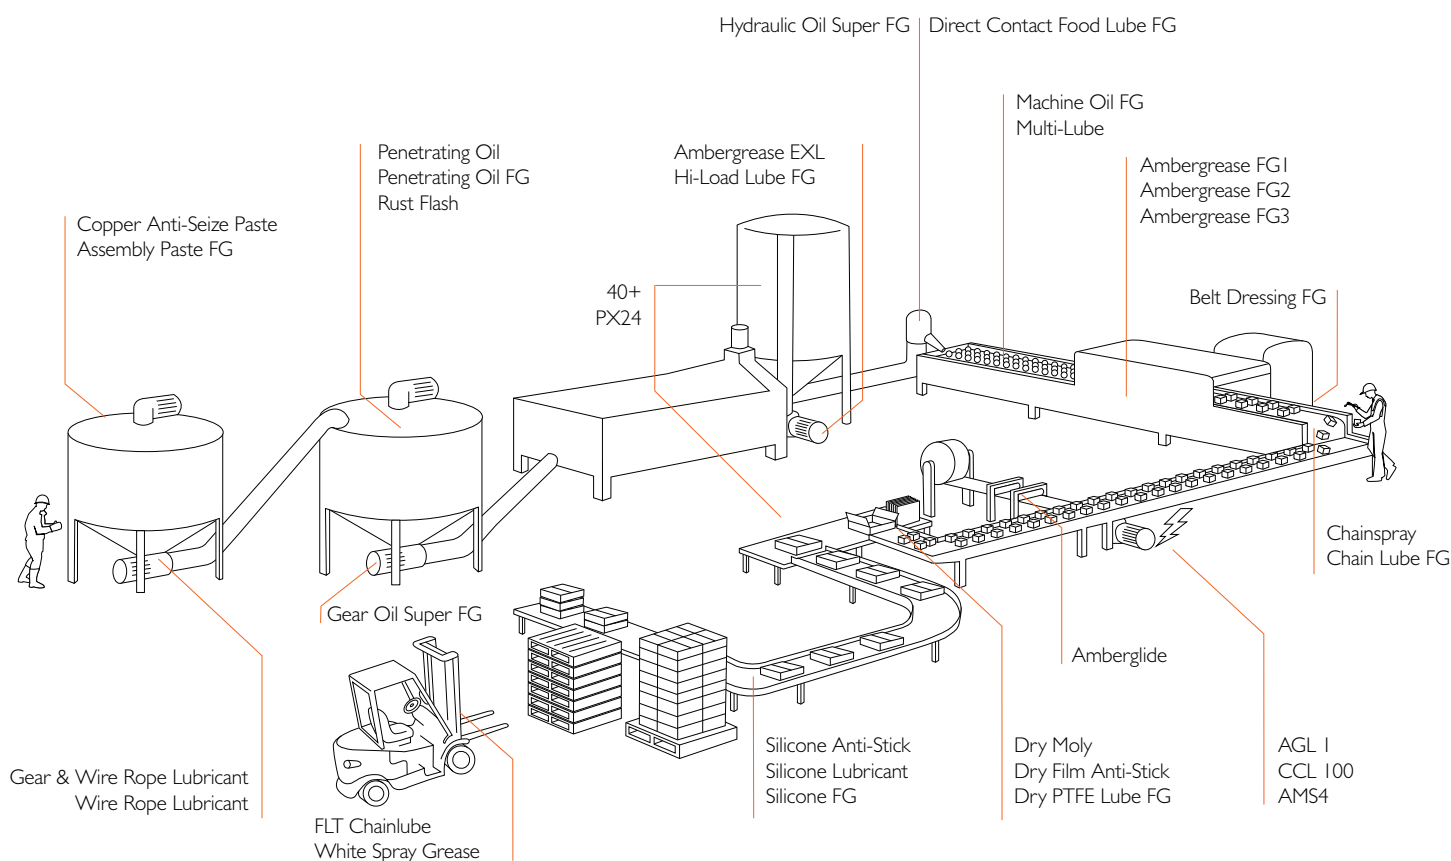 Hydraulic Oil Super FG
Direct Contact Food Lube FG
Machine Oil FG
Multi-Lube
Penetrating Oil
Penetrating Oil FG
Rust Flash
Ambergrease EXL
Hi-Load Lube FG
Ambergrease FG1
Ambergrease FG2
Ambergrease FG3
Copper Anti-Seize Paste
Assembly Paste FG
40+
PX24
Belt Dressing FG
Chainspray
Chain Lube FG
Gear Oil Super FG
Amberglide
Gear & Wire Rope Lubricant
Wire Rope Lubricant
Silicone Anti-Stick
Silicone Lubricant
Silicone FG
Dry Moly
Dry Film Anti-Stick
Dry PTFE Lube FG
AGL 1
CCL 100
AMS4
FLT Chainlube
White Spray Grease